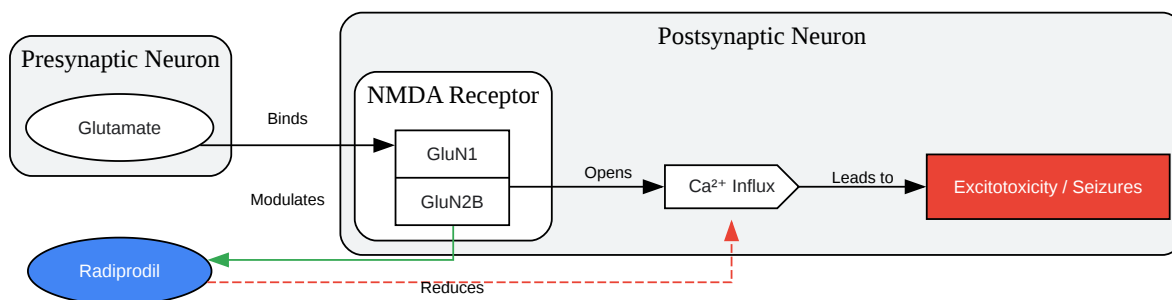 Postsynaptic Neuron
Presynaptic Neuron
NMDA Receptor
Glutamate
Binds
GluN1
GluN2B
Opens
Ca²⁺ Influx
Leads to
Excitotoxicity / Seizures
Modulates
Radiprodil
Reduces